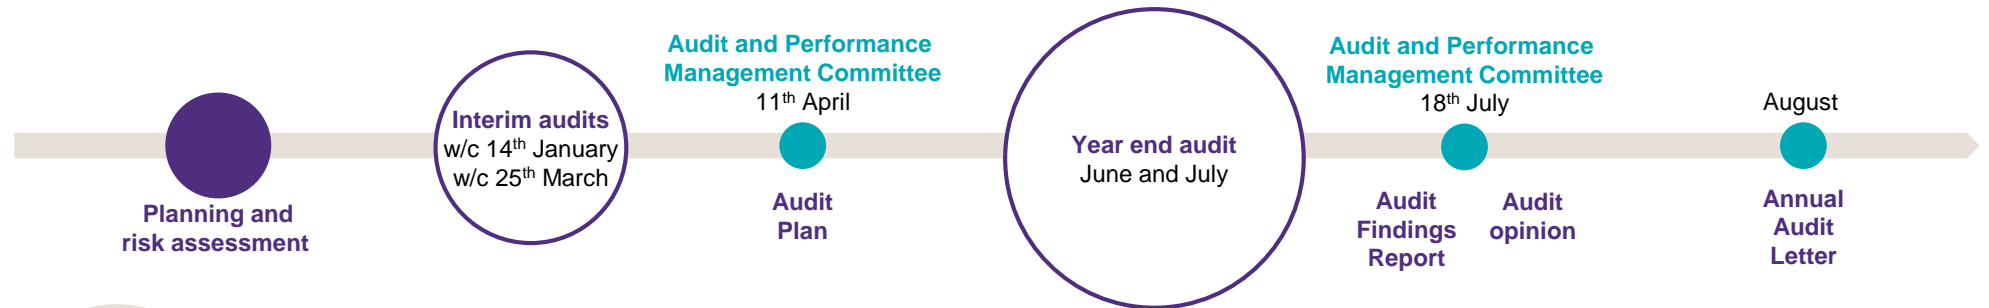 Planning and
risk assessment
Interim audits
w/c 14th January
w/c 25th March
Audit and Performance
Management Committee
11th April
Audit
Plan
Year end audit
June and July
Audit and Performance
Management Committee
18th July
Audit
Findings
Report
Audit
opinion
August
Annual
Audit
Letter